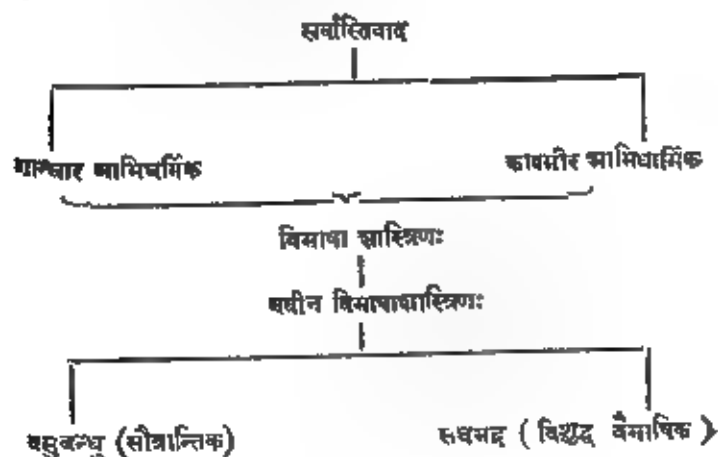 सर्वास्तिवाद
गान्धार आभिधर्मिक काश्मीर आभिधार्मिक
विभाषा शास्त्रिणः
नवीन विभाषाशास्त्रिणः
वसुबन्धु (सौत्रान्तिक) संघभद्र ( विशुद्ध वैभाषिक )